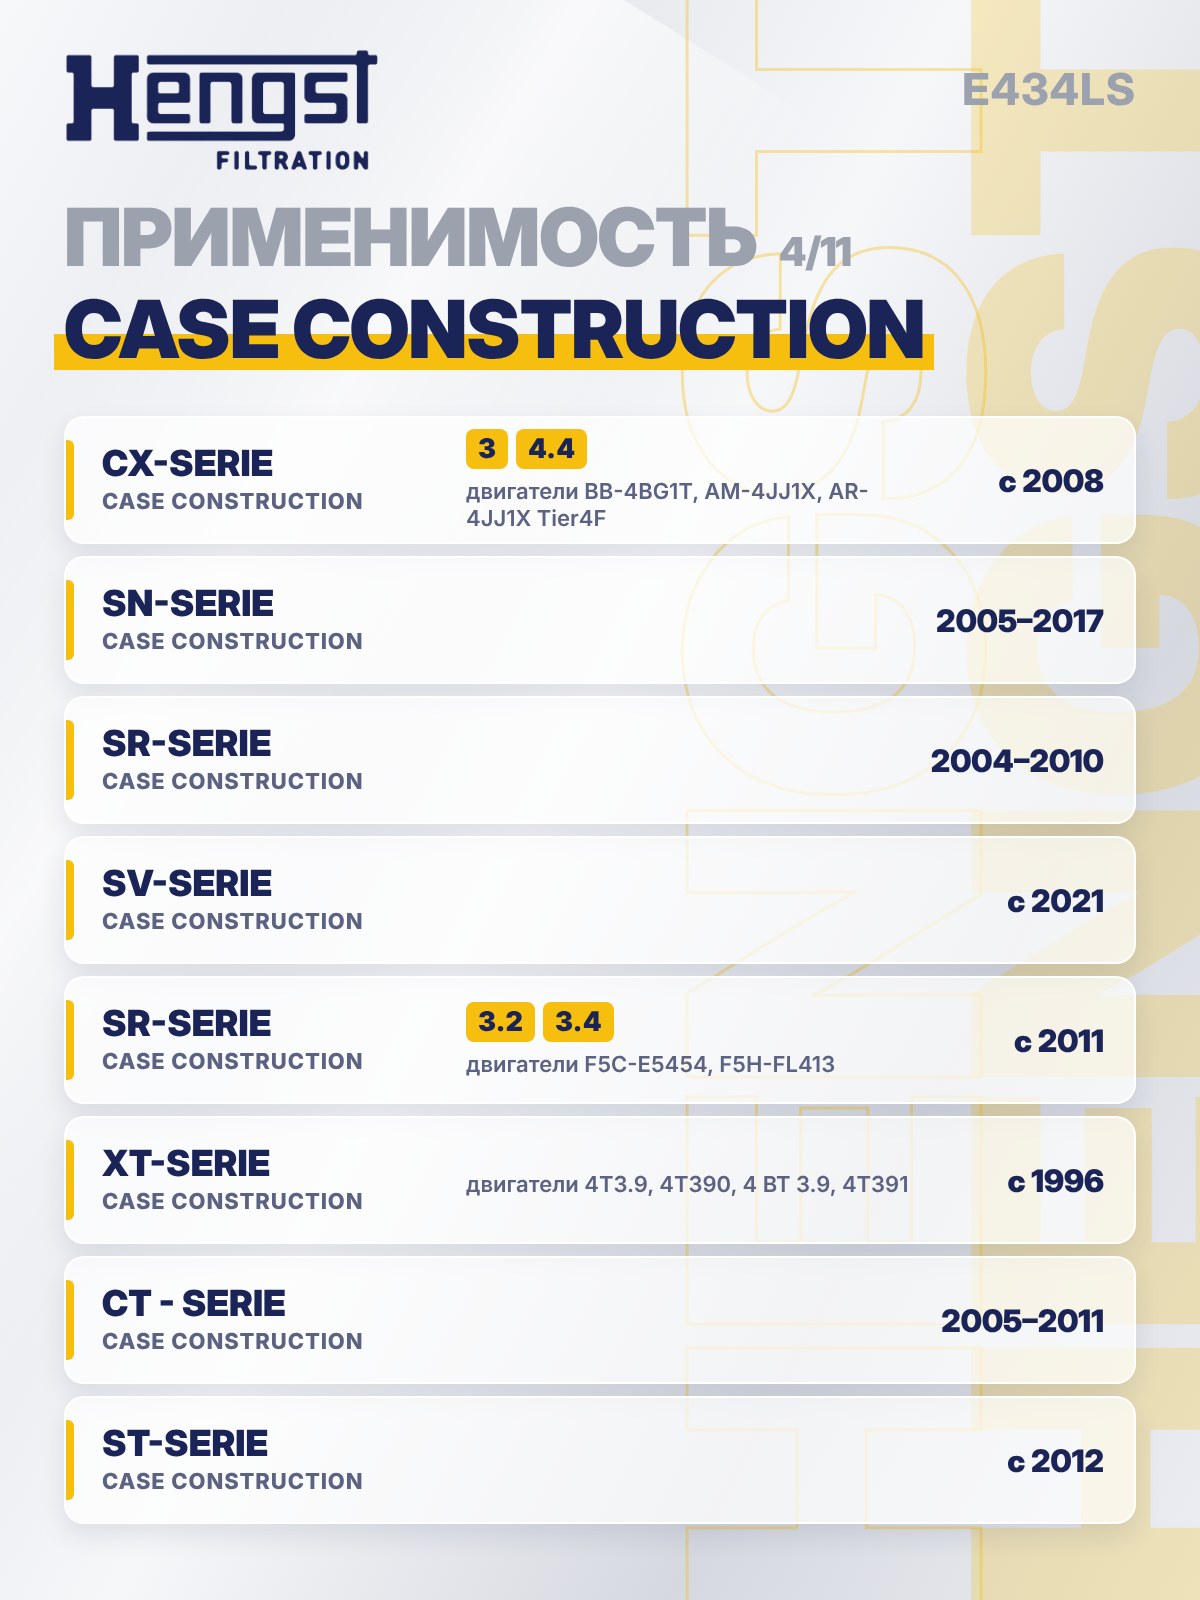 Hengst
FILTRATION
E434LS
ПРИМЕНИМОСТЬ 4/11
CASE CONSTRUCTION
CX-SERIE
CASE CONSTRUCTION
3 4.4
двигатели BB-4BG1T, AM-4JJ1X, AR-
4JJ1X Tier4F
с 2008
SN-SERIE
CASE CONSTRUCTION
2005–2017
SR-SERIE
CASE CONSTRUCTION
2004–2010
SV-SERIE
CASE CONSTRUCTION
с 2021
SR-SERIE
CASE CONSTRUCTION
3.2 3.4
двигатели F5C-E5454, F5H-FL413
с 2011
XT-SERIE
CASE CONSTRUCTION
двигатели 4T3.9, 4T390, 4 BT 3.9, 4T391
с 1996
CT - SERIE
CASE CONSTRUCTION
2005–2011
ST-SERIE
CASE CONSTRUCTION
с 2012
HENGST
HENGST